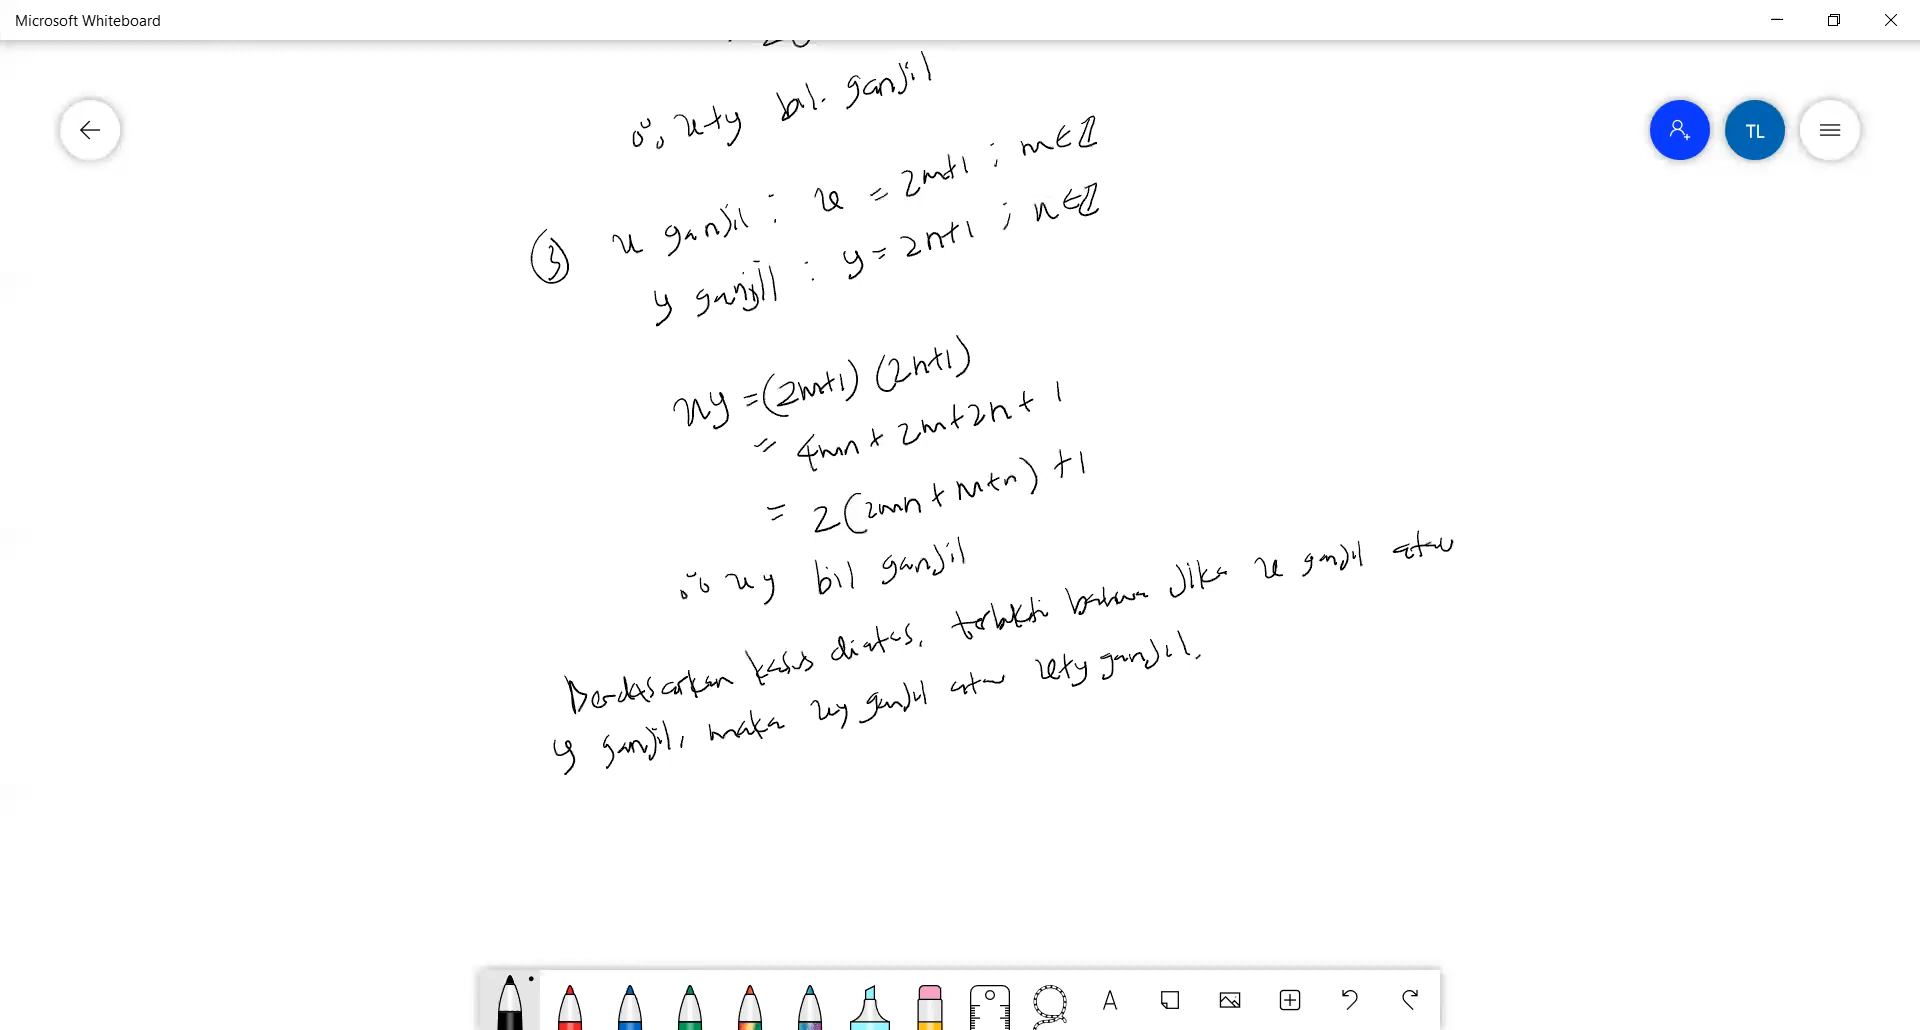 Microsoft Whiteboard
∴ x+y bil. ganjil
TL
③ x ganjil : x = 2m+1 ; m∈ℤ
y ganjil : y = 2n+1 ; n∈ℤ
xy = (2m+1) (2n+1)
= 4mn + 2m+2n + 1
= 2(2mn + m+n) +1
∴ xy bil ganjil
Berdasarkan kasus diatas, terbukti bahwa jika x ganjil atau
y ganjil, maka xy ganjil atau x+y ganjil.
A